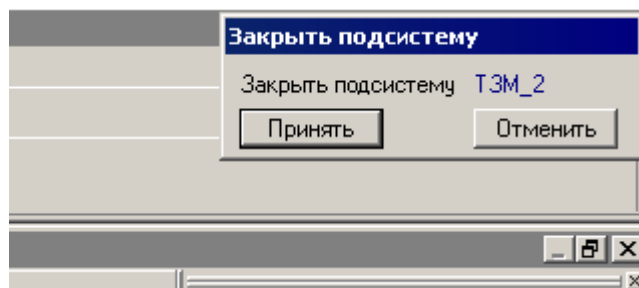 Закрыть подсистему
Закрыть подсистему ТЗМ_2
Принять Отменить